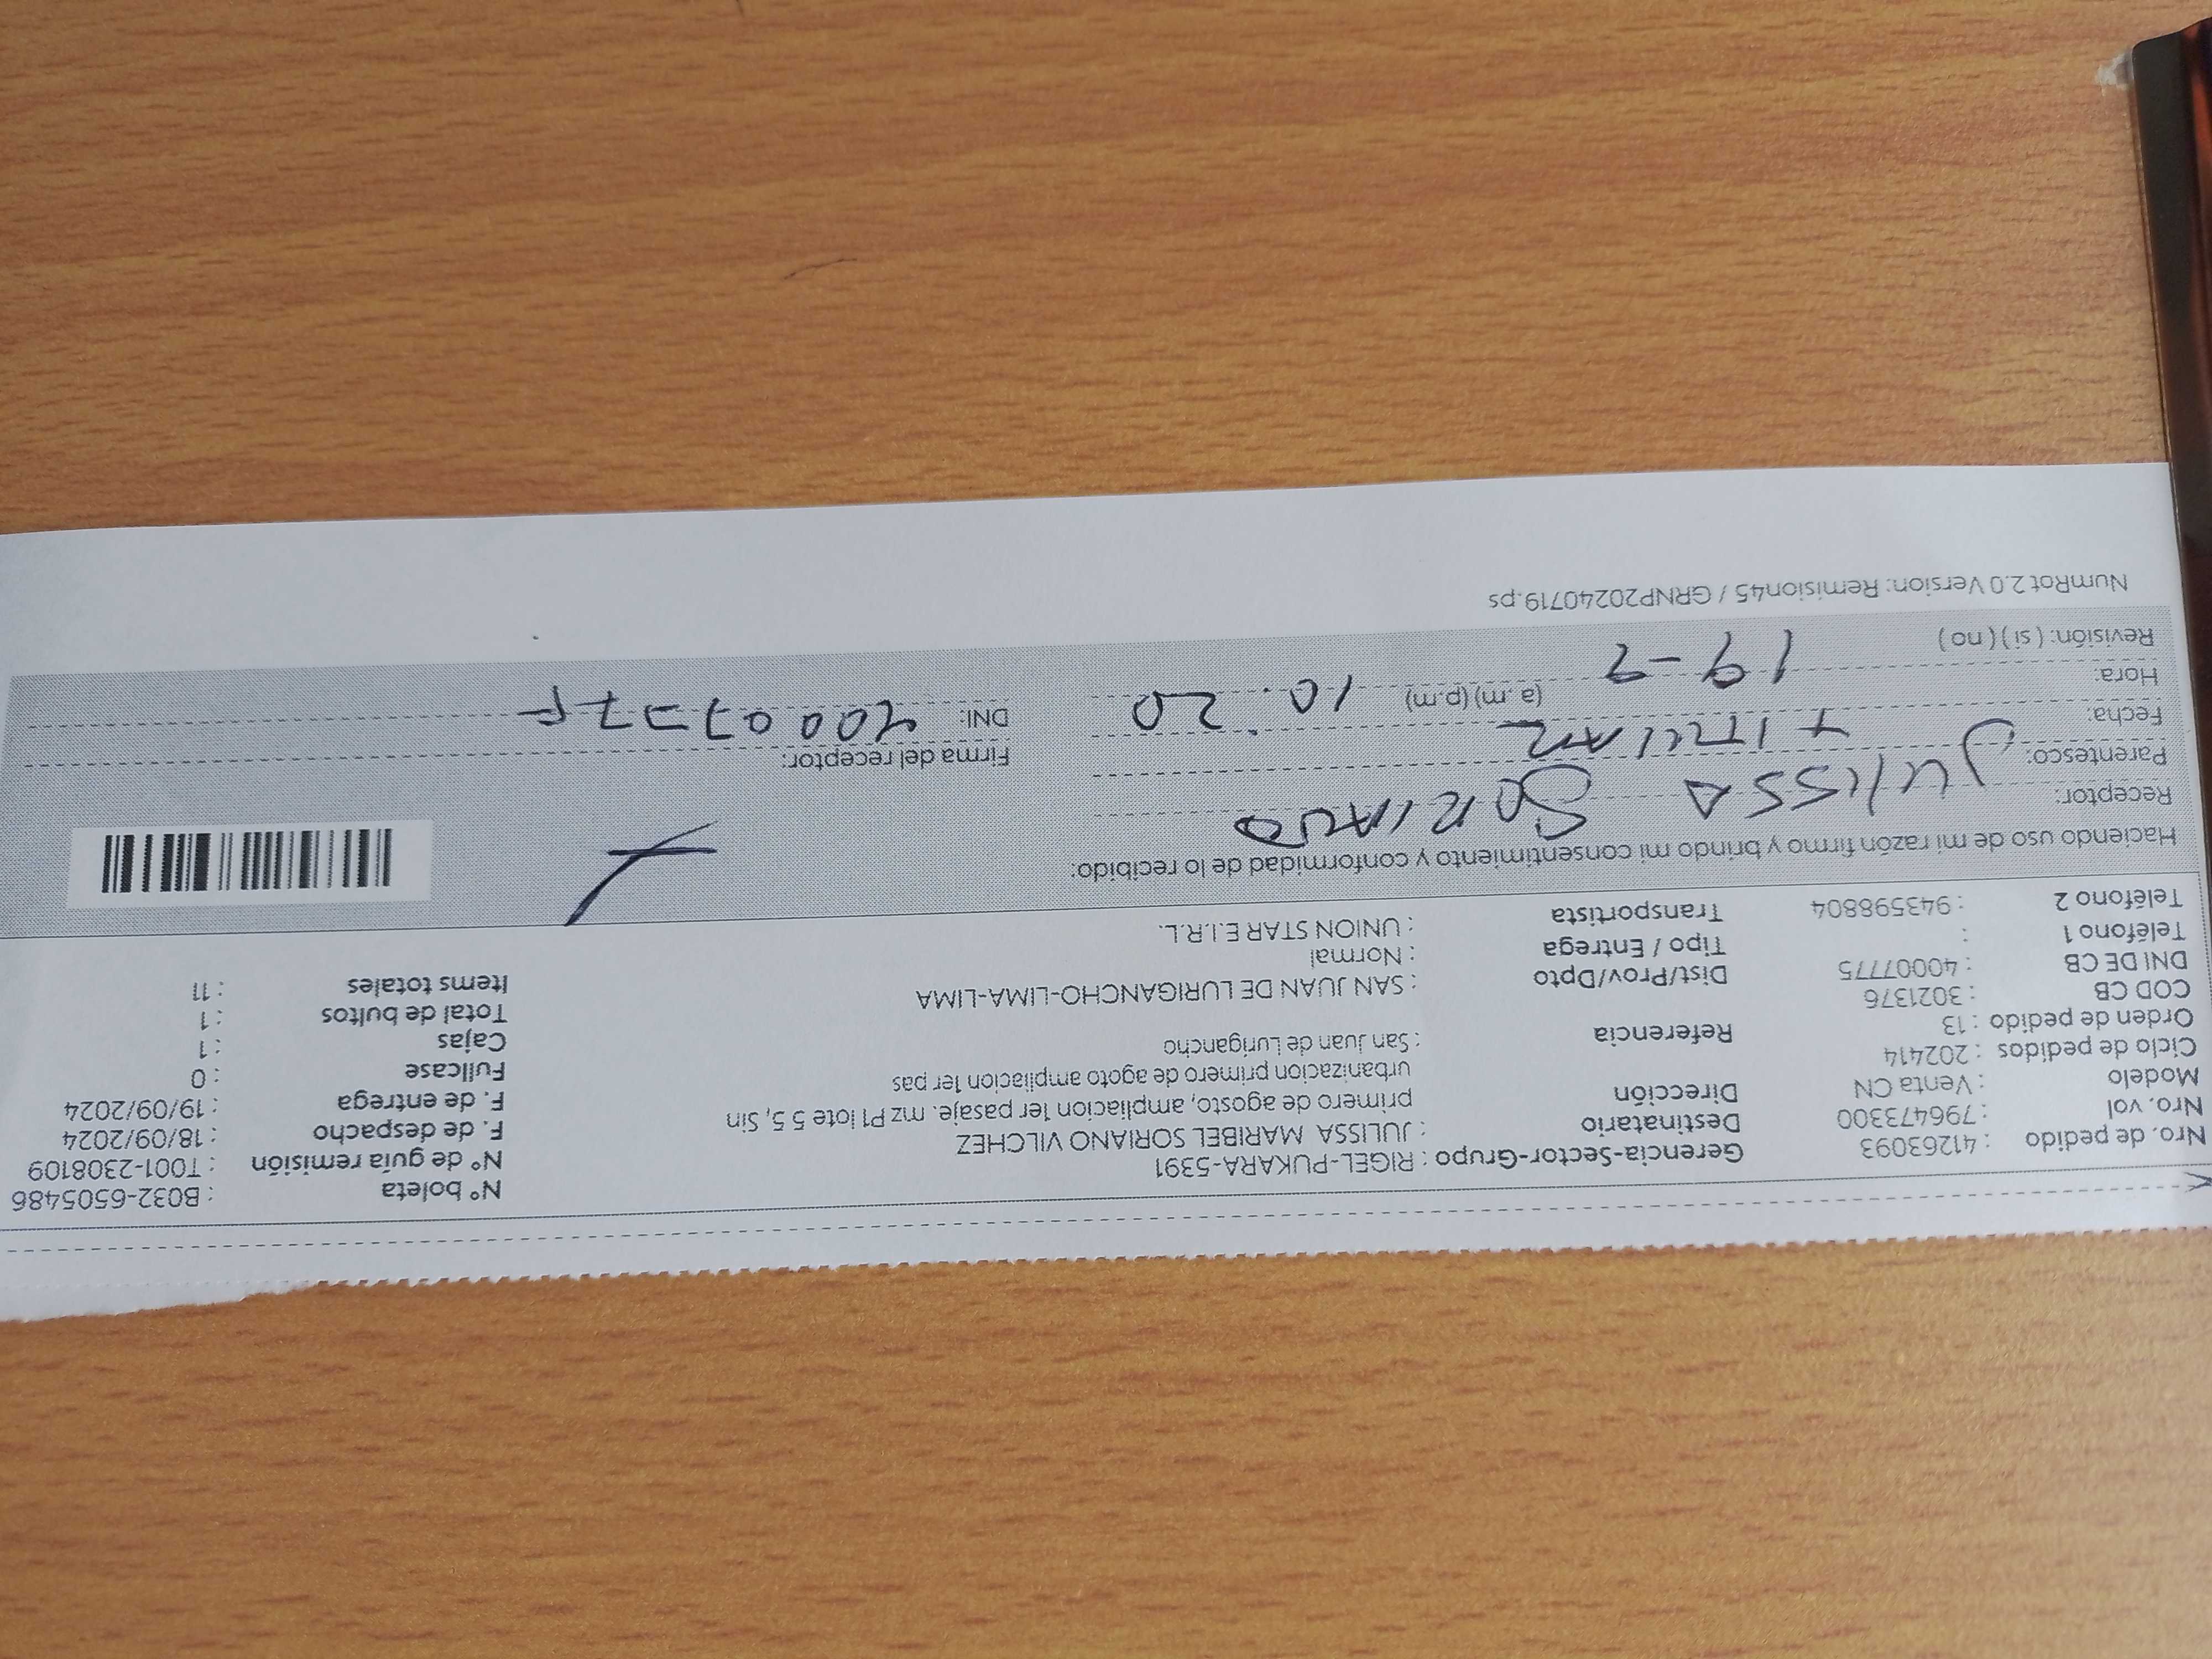 Nro. de pedido : 41263093
Nro. vol : 796473300
Modelo : Venta CN
Ciclo de pedidos : 202414
Orden de pedido : 13
COD CB : 3021376
DNI DE CB : 40007775
Teléfono 1 :
Teléfono 2 : 943598804
Gerencia-Sector-Grupo : RIGEL-PUKARA-5391
Destinatario : JULISSA MARIBEL SORIANO VILCHEZ
Dirección primero de agosto, ampliacion 1er pasaje. mz P1 lote 5 5, Sin
urbanizacion primero de agoto ampliacion 1er pas
Referencia : San Juan de Lurigancho
Dist/Prov/Dpto : SAN JUAN DE LURIGANCHO-LIMA-LIMA
Tipo / Entrega : Normal
Transportista : UNION STAR E.I.R.L.
N° boleta : B032-6505486
N° de guía remisión : T001-2308109
F. de despacho : 18/09/2024
F. de entrega : 19/09/2024
Fullcase : 0
Cajas : 1
Total de bultos : 1
Items totales : 11
Haciendo uso de mi razón firmo y brindo mi consentimiento y conformidad de lo recibido:
Receptor: JULISSA SORIANO
Parentesco: TITULAR
Fecha:
Hora: 19-9 (a.m) (p.m) 10.20
Revisión: ( si ) ( no )
Firma del receptor:
DNI: 40007775
NumRot 2.0 Version: Remision45 / GRNP20240719.ps